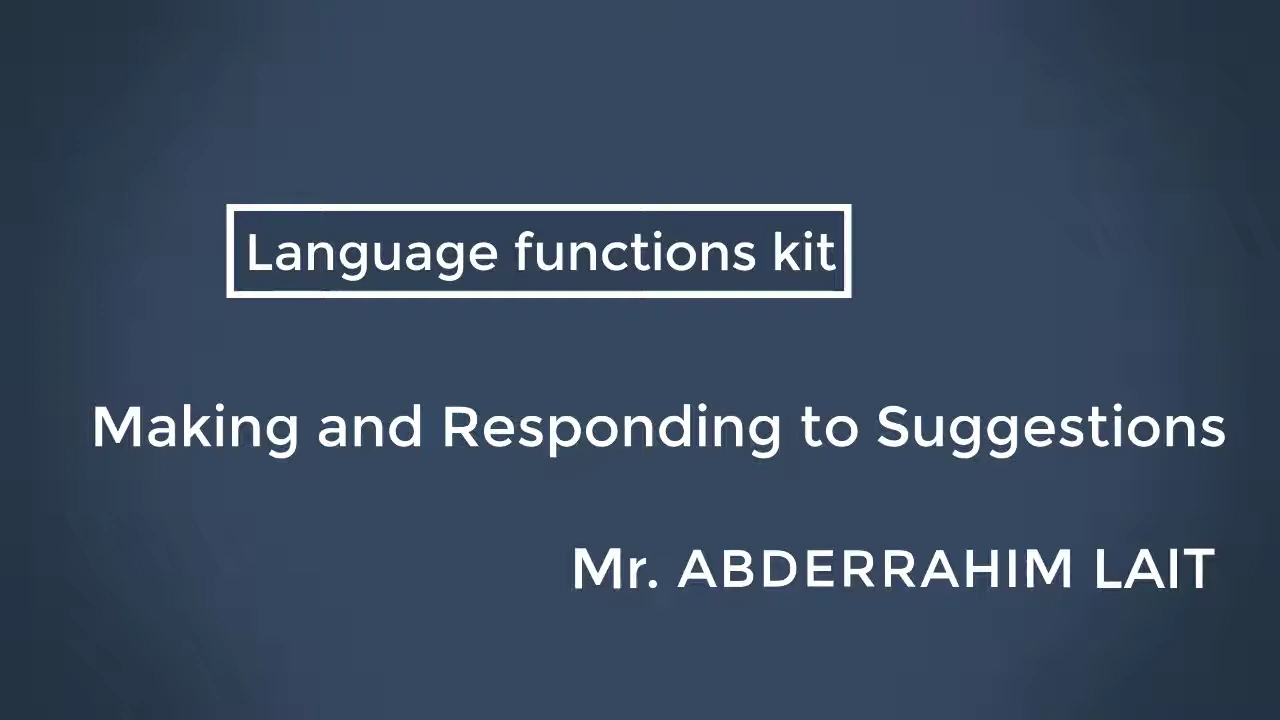 Language functions kit
Making and Responding to Suggestions
Mr. ABDERRAHIM LAIT